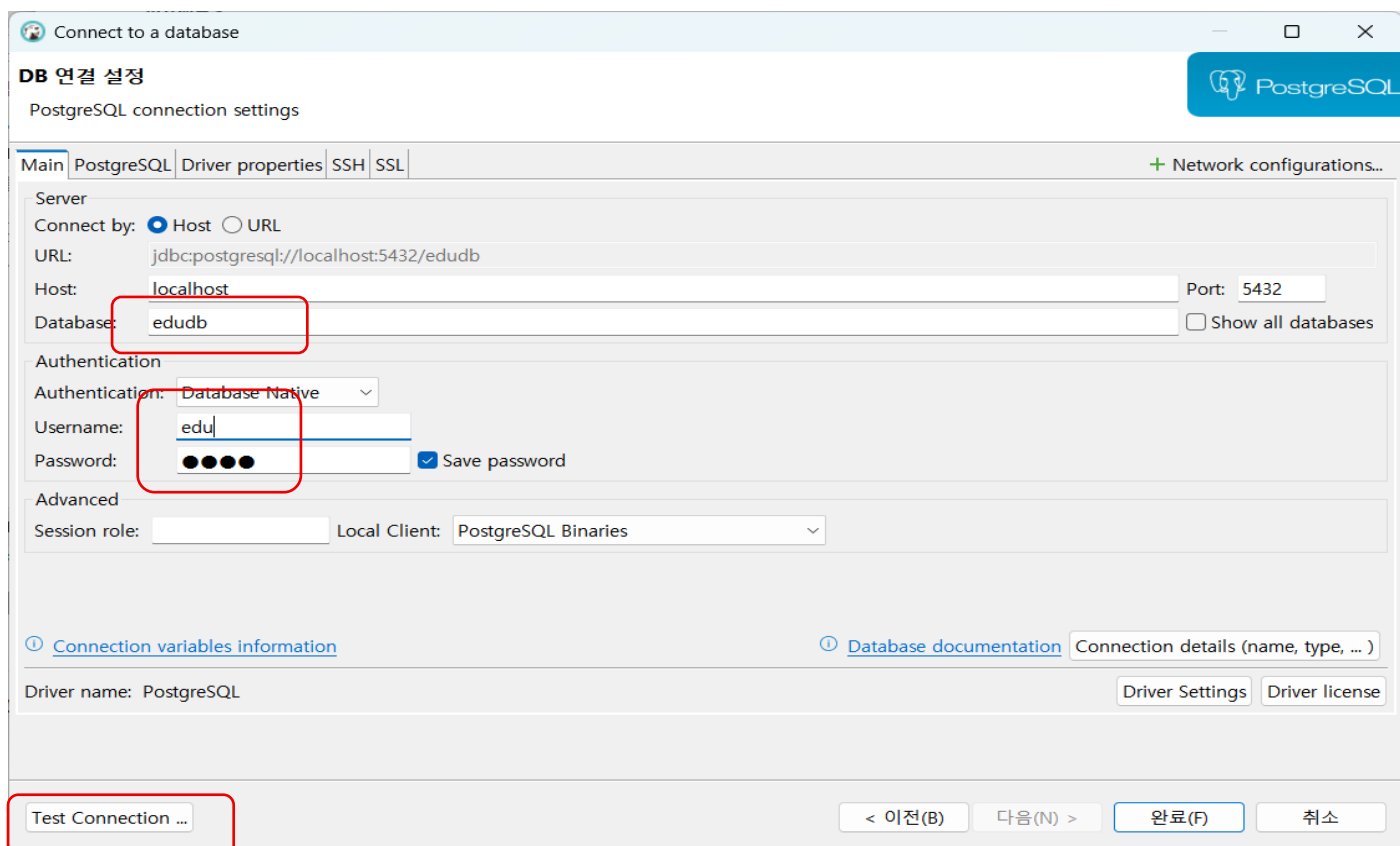 Connect to a database
DB 연결 설정
PostgreSQL connection settings
PostgreSQL
Main PostgreSQL Driver properties SSH SSL
+ Network configurations...
Server
Connect by: Host URL
URL: jdbc:postgresql://localhost:5432/edudb
Host: localhost Port: 5432
Database: edudb Show all databases
Authentication
Authentication: Database Native
Username: edu
Password: ●●●● Save password
Advanced
Session role: Local Client: PostgreSQL Binaries
Connection variables information Database documentation Connection details (name, type, ... )
Driver name: PostgreSQL Driver Settings Driver license
Test Connection ... < 이전(B) 다음(N) > 완료(F) 취소